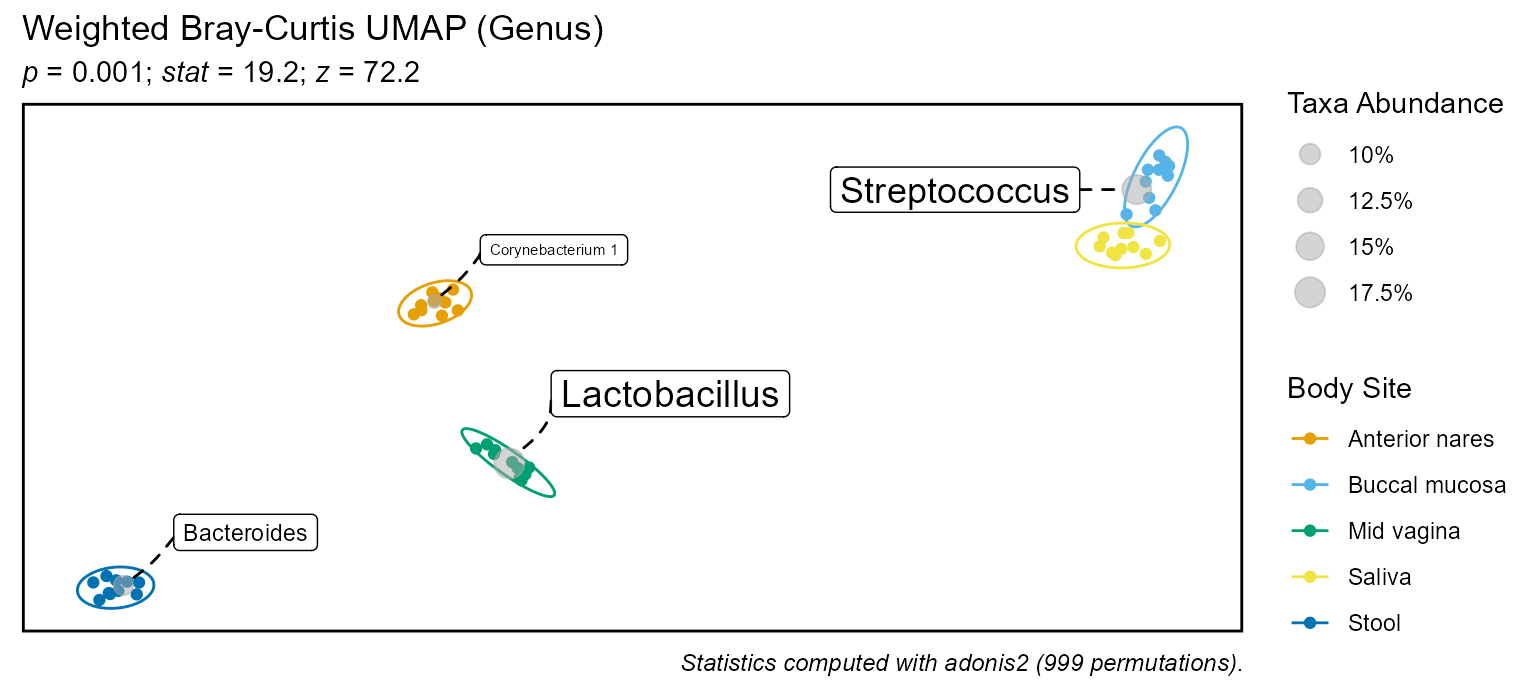 Weighted Bray-Curtis UMAP (Genus)
p = 0.001; stat = 19.2; z = 72.2
Streptococcus
Corynebacterium 1
Lactobacillus
Bacteroides
Taxa Abundance
10%
12.5%
15%
17.5%
Body Site
Anterior nares
Buccal mucosa
Mid vagina
Saliva
Stool
Statistics computed with adonis2 (999 permutations).